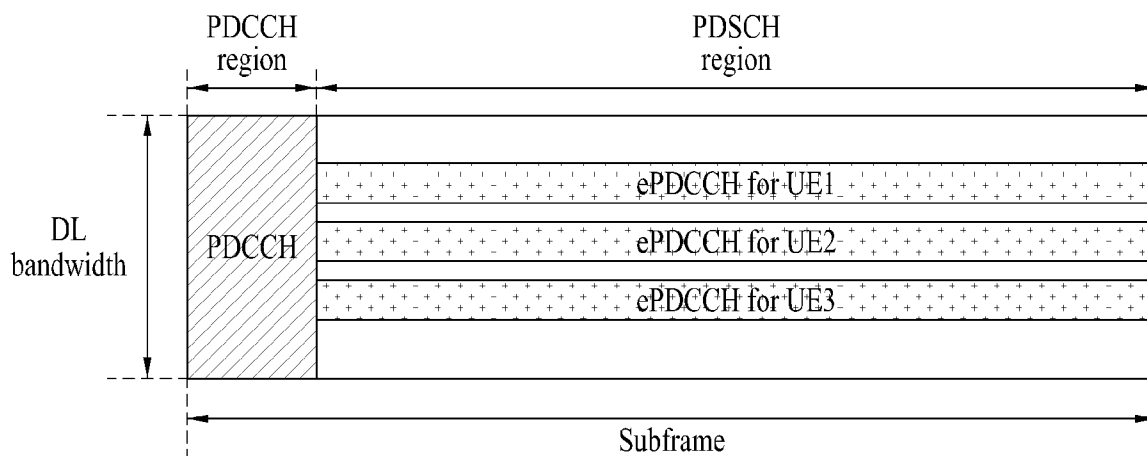 PDCCH
region
PDSCH
region
ePDCCH for UE1
DL
bandwidth
PDCCH
ePDCCH for UE2
ePDCCH for UE3
Subframe